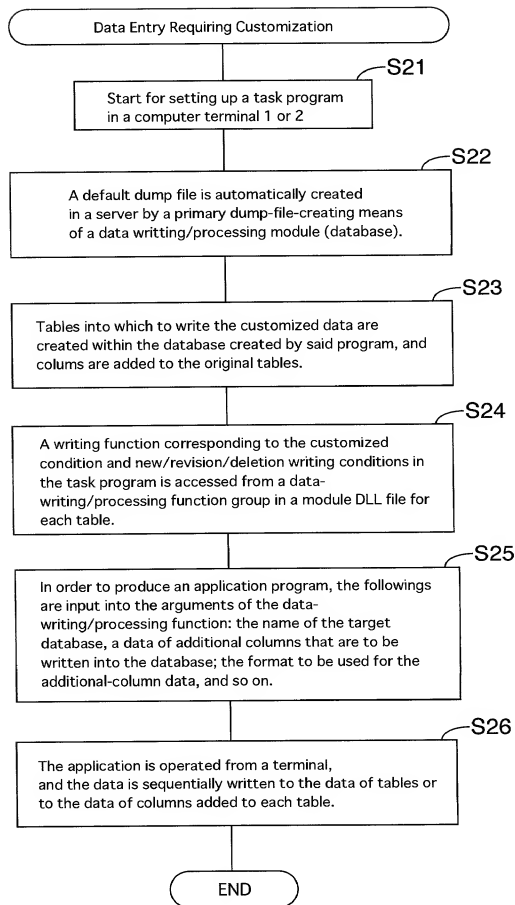 Data Entry Requiring Customization
S21
Start for setting up a task program
in a computer terminal 1 or 2
S22
A default dump file is automatically created
in a server by a primary dump-file-creating means
of a data writting/processing module (database).
S23
Tables into which to write the customized data are
created within the database created by said program, and
colums are added to the original tables.
S24
A writing function corresponding to the customized
condition and new/revision/deletion writing conditions in
the task program is accessed from a data-
writing/processing function group in a module DLL file for
each table.
S25
In order to produce an application program, the followings
are input into the arguments of the data-
writing/processing function: the name of the target
database, a data of additional columns that are to be
written into the database; the format to be used for the
additional-column data, and so on.
S26
The application is operated from a terminal,
and the data is sequentially written to the data of tables or
to the data of columns added to each table.
END